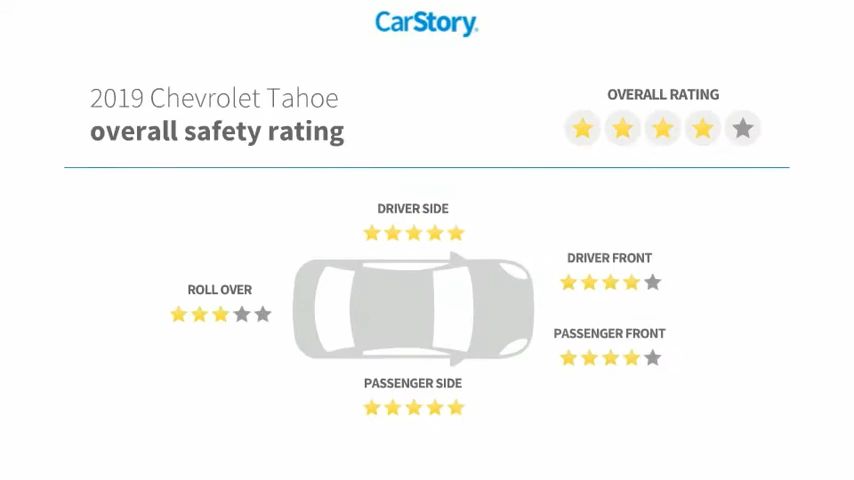 CarStory
2019 Chevrolet Tahoe
overall safety rating
OVERALL RATING
DRIVER SIDE
DRIVER FRONT
ROLL OVER
PASSENGER FRONT
PASSENGER SIDE